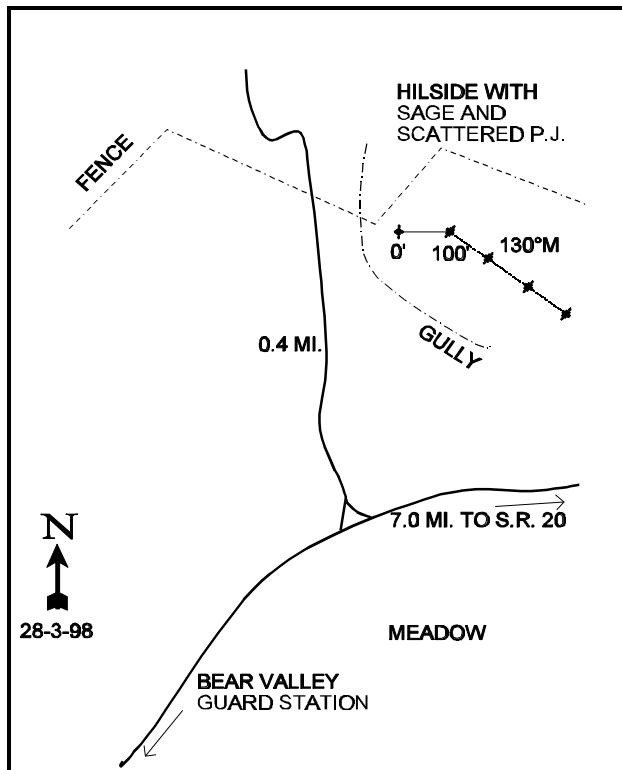 HILSIDE WITH
SAGE AND
SCATTERED P.J.
FENCE
130°M
0'
100'
0.4 MI.
GULLY
N
7.0 MI. TO S.R. 20
28-3-98
MEADOW
BEAR VALLEY
GUARD STATION